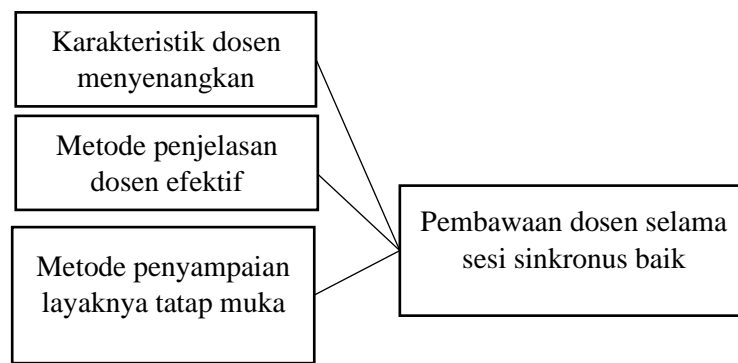 Karakteristik dosen
menyenangkan
Metode penjelasan
dosen efektif
Metode penyampaian
layaknya tatap muka
Pembawaan dosen selama
sesi sinkronus baik